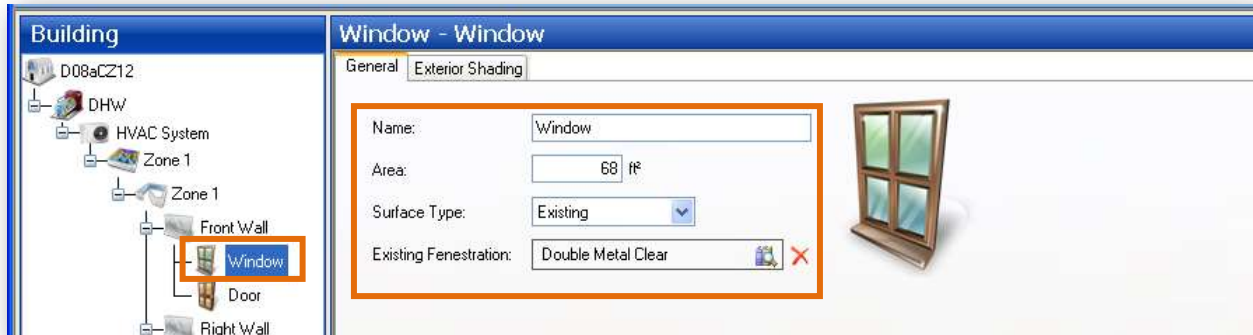 Building
D08aCZ12
DHW
HVAC System
Zone 1
Zone 1
Front Wall
Window
Door
Right Wall
Window - Window
General Exterior Shading
Name: Window
Area: 68 ft²
Surface Type: Existing
Existing Fenestration: Double Metal Clear